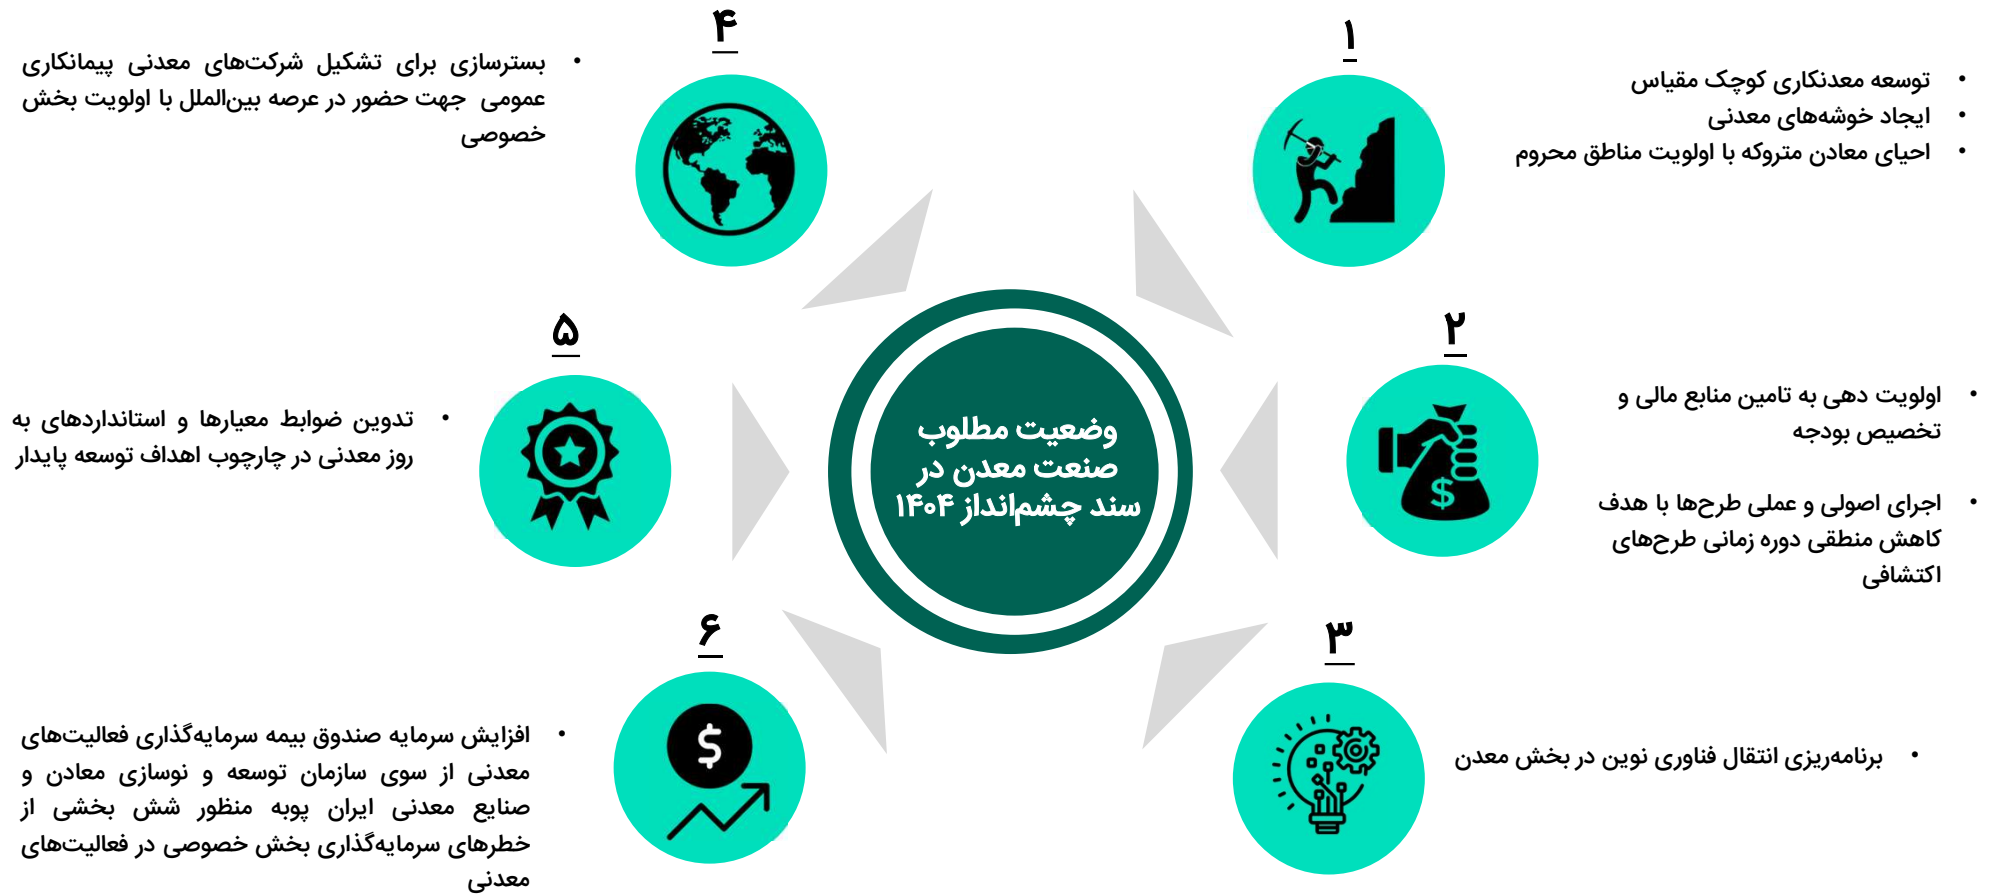 وضعیت مطلوب
صنعت معدن در
سند چشم‌انداز ۱۴۰۴
۱
• توسعه معدنکاری کوچک مقیاس
• ایجاد خوشه‌های معدنی
• احیای معادن متروکه با اولویت مناطق محروم
۲
• اولویت دهی به تامین منابع مالی و
تخصیص بودجه
• اجرای اصولی و عملی طرح‌ها با هدف
کاهش منطقی دوره زمانی طرح‌های
اکتشافی
۳
• برنامه‌ریزی انتقال فناوری نوین در بخش معدن
۴
• بسترسازی برای تشکیل شرکت‌های معدنی پیمانکاری
عمومی جهت حضور در عرصه بین‌الملل با اولویت بخش
خصوصی
۵
• تدوین ضوابط معیارها و استانداردهای به
روز معدنی در چارچوب اهداف توسعه پایدار
۶
• افزایش سرمایه صندوق بیمه سرمایه‌گذاری فعالیت‌های
معدنی از سوی سازمان توسعه و نوسازی معادن و
صنایع معدنی ایران پوبه منظور شش بخشی از
خطرهای سرمایه‌گذاری بخش خصوصی در فعالیت‌های
معدنی
$
$